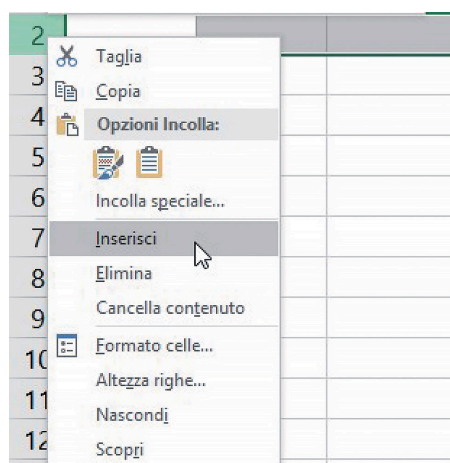 2
3
4
5
6
7
8
9
10
11
12
Taglia
Copia
Opzioni Incolla:
Incolla speciale...
Inserisci
Elimina
Cancella contenuto
Formato celle...
Altezza righe...
Nascondi
Scopri